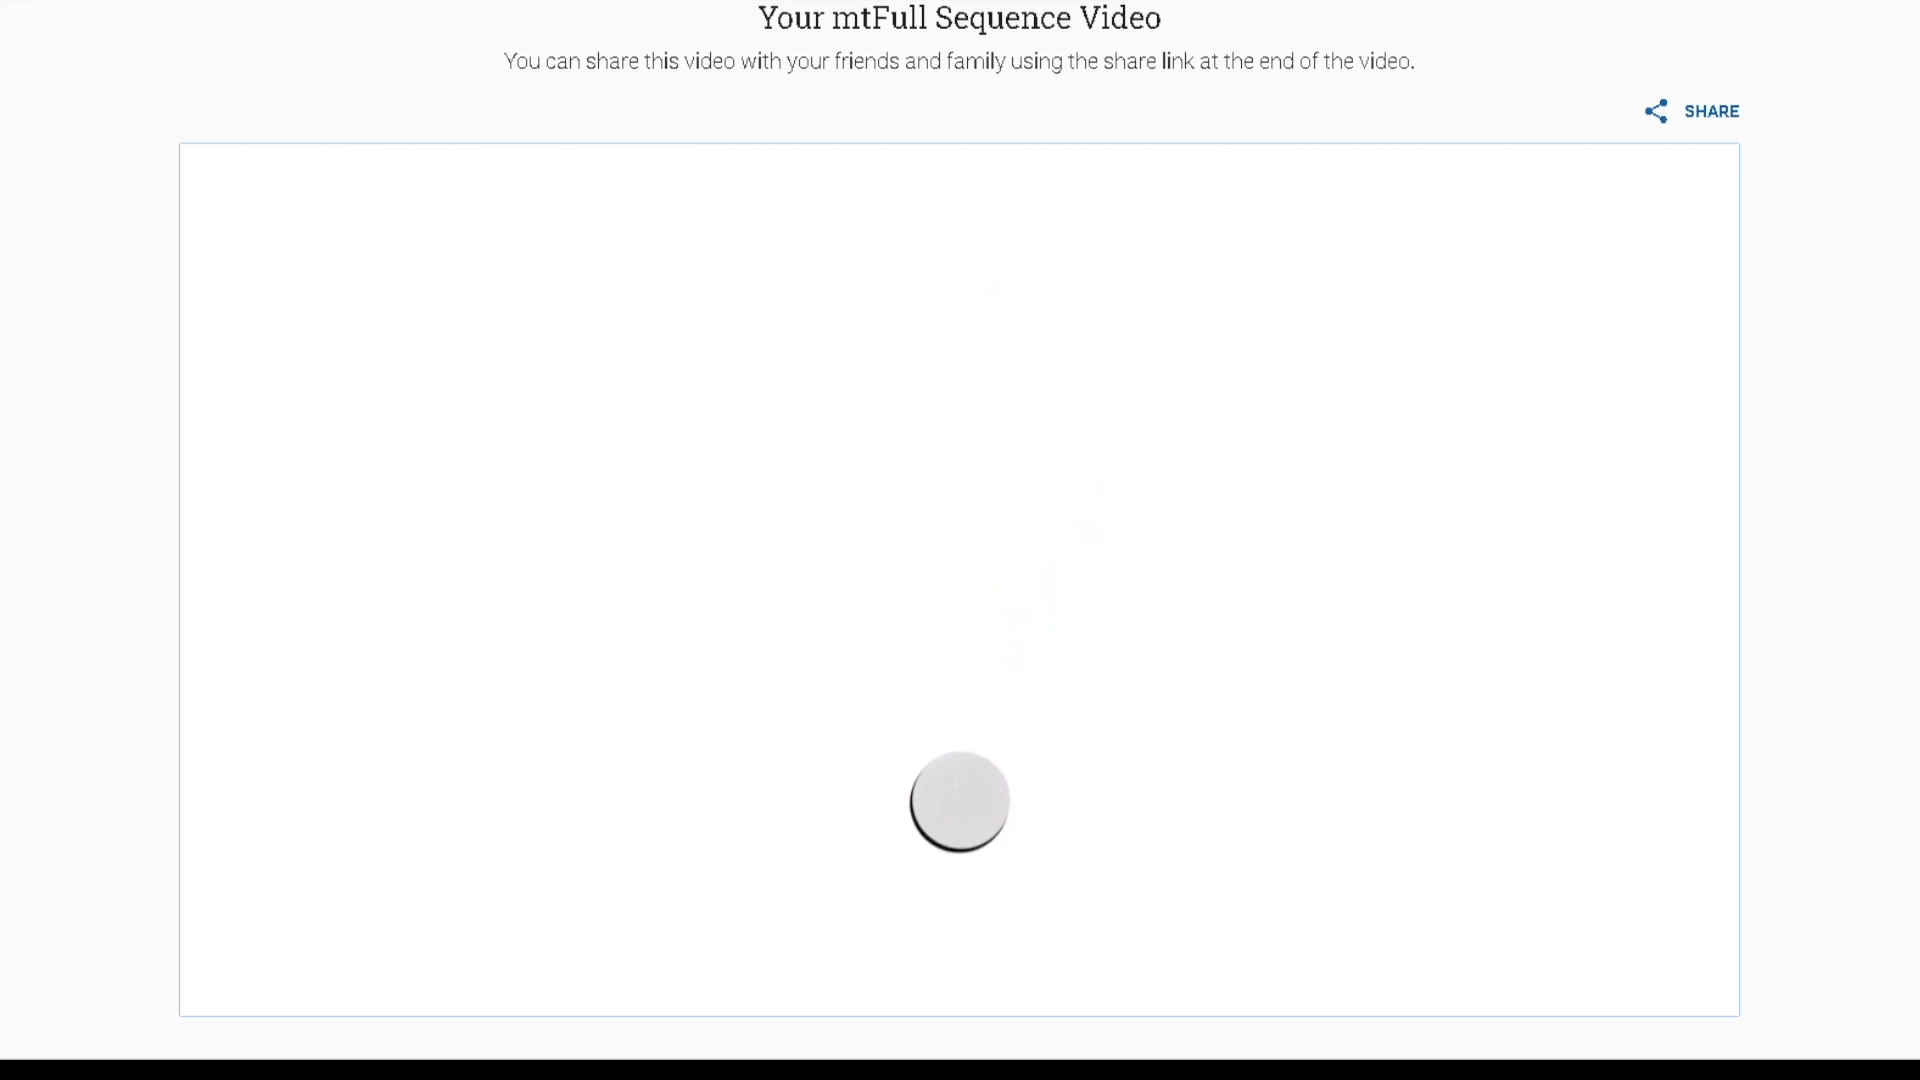 Your mtFull Sequence Video
You can share this video with your friends and family using the share link at the end of the video.
SHARE